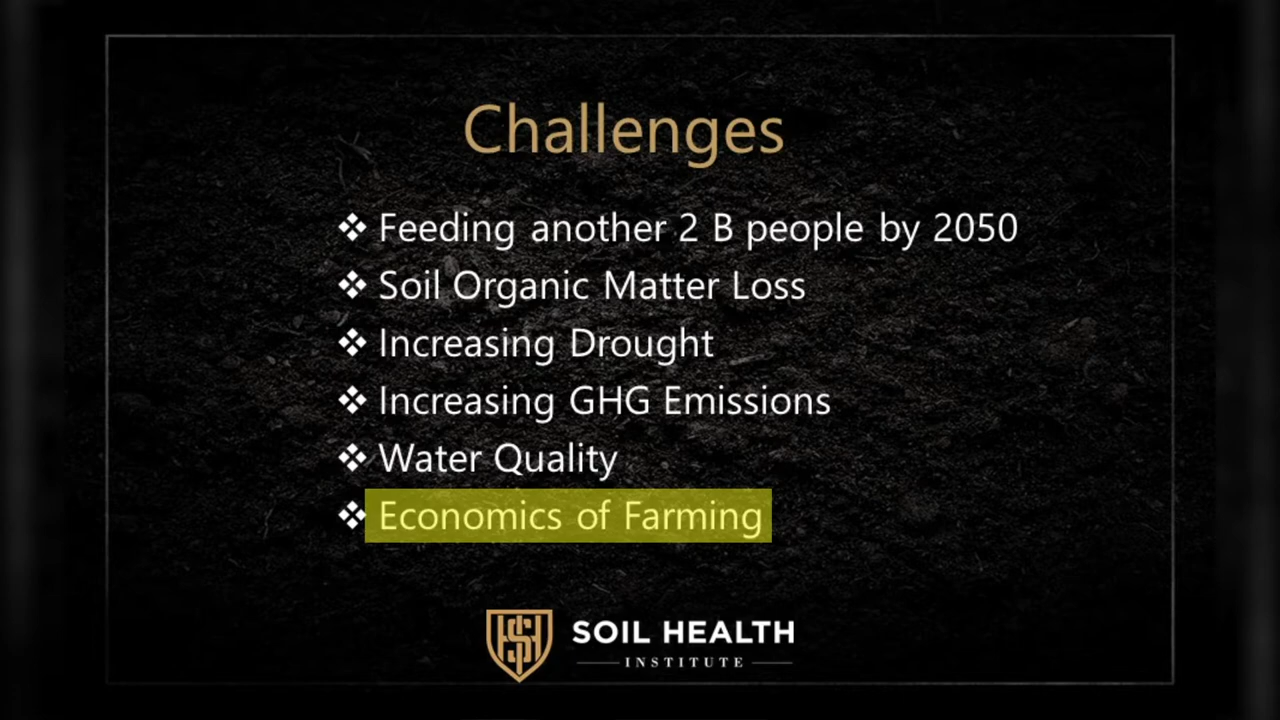 Challenges
❖ Feeding another 2 B people by 2050
❖ Soil Organic Matter Loss
❖ Increasing Drought
❖ Increasing GHG Emissions
❖ Water Quality
❖ Economics of Farming
SOIL HEALTH
INSTITUTE